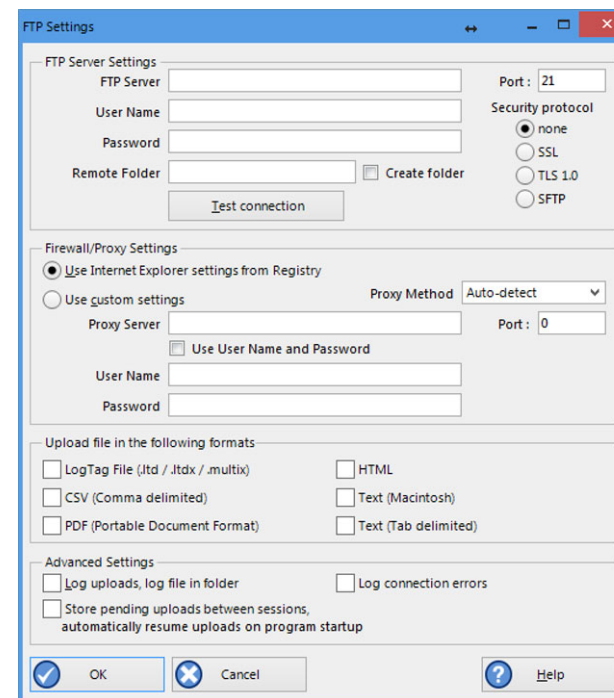 FTP Settings
FTP Server Settings
FTP Server
Port : 21
User Name
Security protocol
none
Password
SSL
Remote Folder
Create folder
TLS 1.0
SFTP
Test connection
Firewall/Proxy Settings
Use Internet Explorer settings from Registry
Use custom settings
Proxy Method Auto-detect
Proxy Server
Port : 0
Use User Name and Password
User Name
Password
Upload file in the following formats
LogTag File (.ltd / .ltdx / .multix)
HTML
CSV (Comma delimited)
Text (Macintosh)
PDF (Portable Document Format)
Text (Tab delimited)
Advanced Settings
Log uploads, log file in folder
Log connection errors
Store pending uploads between sessions,
automatically resume uploads on program startup
OK
Cancel
Help